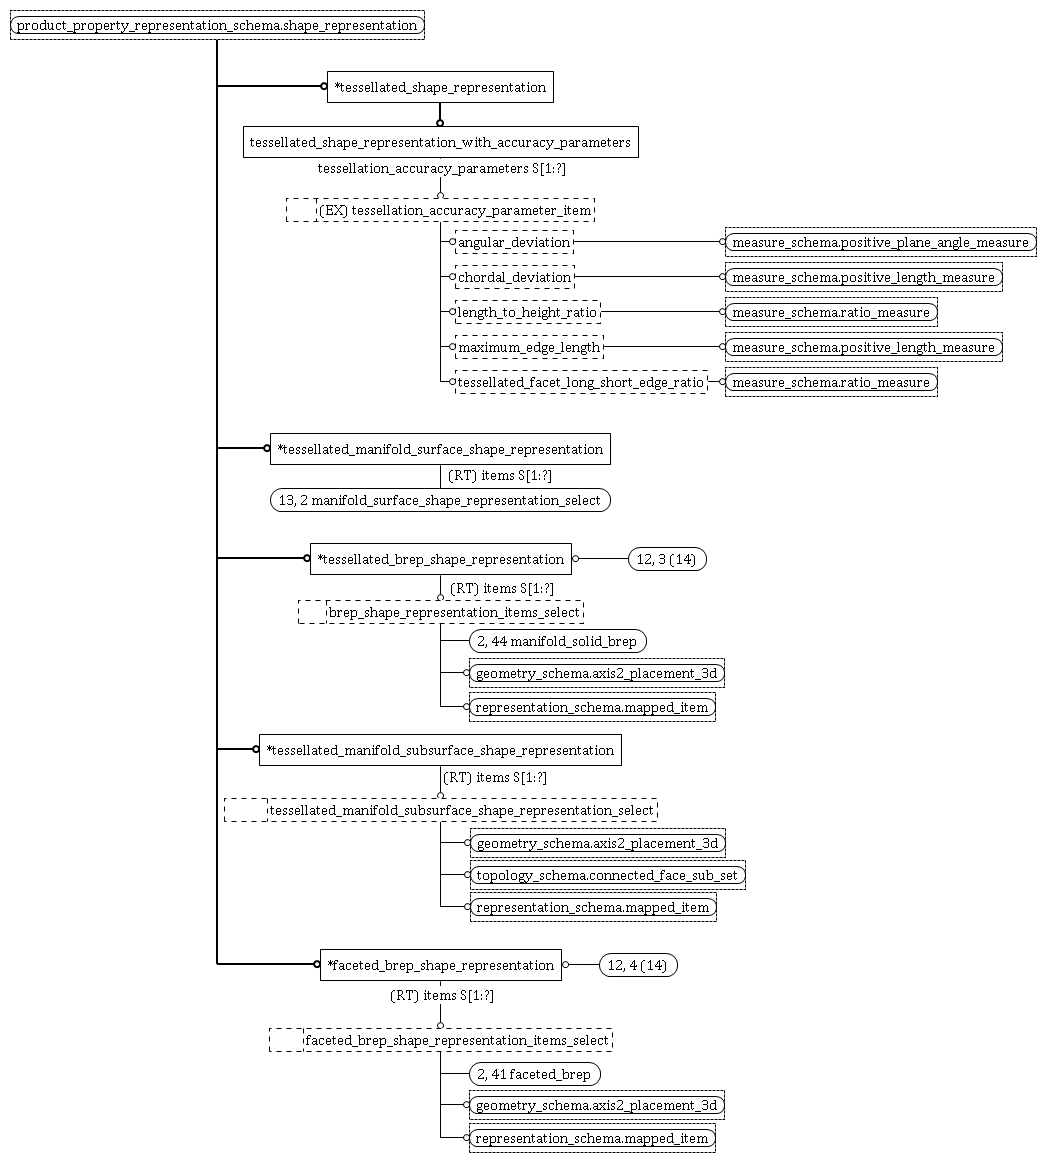 product_property_representation_schema.shape_representation
*tessellated_shape_representation
tessellated_shape_representation_with_accuracy_parameters
tessellation_accuracy_parameters S[1:?]
(EX) tessellation_accuracy_parameter_item
angular_deviation
measure_schema.positive_plane_angle_measure
chordal_deviation
measure_schema.positive_length_measure
length_to_height_ratio
measure_schema.ratio_measure
maximum_edge_length
measure_schema.positive_length_measure
tessellated_facet_long_short_edge_ratio
measure_schema.ratio_measure
*tessellated_manifold_surface_shape_representation
(RT) items S[1:?]
13, 2 manifold_surface_shape_representation_select
*tessellated_brep_shape_representation
12, 3 (14)
(RT) items S[1:?]
brep_shape_representation_items_select
2, 44 manifold_solid_brep
geometry_schema.axis2_placement_3d
representation_schema.mapped_item
*tessellated_manifold_subsurface_shape_representation
(RT) items S[1:?]
tessellated_manifold_subsurface_shape_representation_select
geometry_schema.axis2_placement_3d
topology_schema.connected_face_sub_set
representation_schema.mapped_item
*faceted_brep_shape_representation
12, 4 (14)
(RT) items S[1:?]
faceted_brep_shape_representation_items_select
2, 41 faceted_brep
geometry_schema.axis2_placement_3d
representation_schema.mapped_item